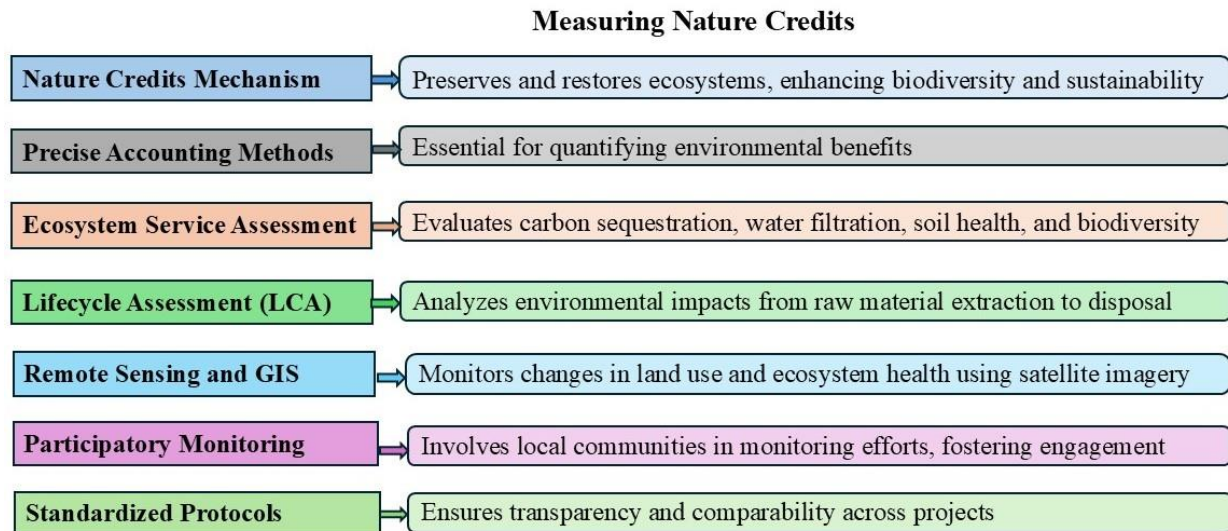 Measuring Nature Credits
Nature Credits Mechanism
Preserves and restores ecosystems, enhancing biodiversity and sustainability
Precise Accounting Methods
Essential for quantifying environmental benefits
Ecosystem Service Assessment
Evaluates carbon sequestration, water filtration, soil health, and biodiversity
Lifecycle Assessment (LCA)
Analyzes environmental impacts from raw material extraction to disposal
Remote Sensing and GIS
Monitors changes in land use and ecosystem health using satellite imagery
Participatory Monitoring
Involves local communities in monitoring efforts, fostering engagement
Standardized Protocols
Ensures transparency and comparability across projects